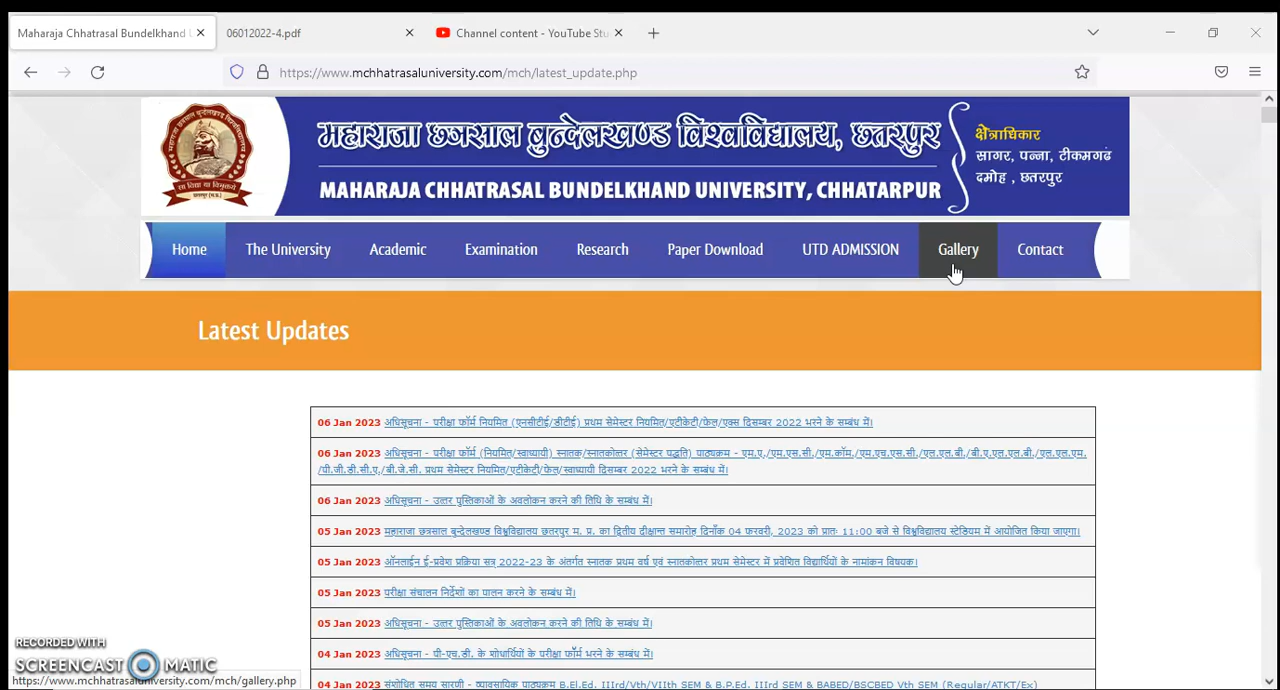 Maharaja Chhatrasal Bundelkhand U
06012022-4.pdf
Channel content - YouTube Stu
https://www.mchhatrasaluniversity.com/mch/latest_update.php
महाराजा छत्रसाल बुन्देलखण्ड विश्वविद्यालय, छतरपुर
MAHARAJA CHHATRASAL BUNDELKHAND UNIVERSITY, CHHATARPUR
क्षेत्राधिकार
सागर, पन्ना, टीकमगढ
दमोह , छतरपुर
Home
The University
Academic
Examination
Research
Paper Download
UTD ADMISSION
Gallery
Contact
Latest Updates
06 Jan 2023 अधिसूचना - परीक्षा फॉर्म नियमित (एनसीटीई/डीटीई) प्रथम सेमेस्टर नियमित/एटीकेटी/फेल/एक्स दिसम्बर 2022 भरने के सम्बंध में।
06 Jan 2023 अधिसूचना - परीक्षा फॉर्म (नियमित/स्वाध्यायी) स्नातक/स्नातकोत्तर (सेमेस्टर पद्धति) पाठ्यक्रम - एम.ए./एम.एस.सी./एम.कॉम./एम.एच.एस.सी./एल.एल.बी./बी.ए.एल.एल.बी./एल.एल.एम.
/पी.जी.डी.सी.ए./बी.जे.सी. प्रथम सेमेस्टर नियमित/एटीकेटी/फेल/स्वाध्यायी दिसम्बर 2022 भरने के सम्बंध में।
06 Jan 2023 अधिसूचना - उत्तर पुस्तिकाओं के अवलोकन करने की तिथि के सम्बंध में।
05 Jan 2023 महाराजा छत्रसाल बुन्देलखण्ड विश्वविद्यालय छतरपुर म. प्र. का द्वितीय दीक्षान्त समारोह दिनाँक 04 फरवरी, 2023 को प्रातः 11:00 बजे से विश्वविद्यालय स्टेडियम में आयोजित किया जाएगा।
05 Jan 2023 ऑनलाईन ई-प्रवेश प्रक्रिया सत्र 2022-23 के अंतर्गत स्नातक प्रथम वर्ष एवं स्नातकोत्तर प्रथम सेमेस्टर में प्रवेशित विद्यार्थियों के नामांकन विषयक।
05 Jan 2023 परीक्षा संचालन निर्देशों का पालन करने के सम्बंध में।
05 Jan 2023 अधिसूचना - उत्तर पुस्तिकाओं के अवलोकन करने की तिथि के सम्बंध में।
04 Jan 2023 अधिसूचना - पी-एच.डी. के शोधार्थियों के परीक्षा फॉर्म भरने के सम्बंध में।
04 Jan 2023 संशोधित समय सारणी - व्यावसायिक पाठ्यक्रम B.El.Ed. IIIrd/Vth/VIIth SEM & B.P.Ed. IIIrd SEM & BABED/BSCBED Vth SEM (Regular/ATKT/Ex)
RECORDED WITH
SCREENCAST MATIC
https://www.mchhatrasaluniversity.com/mch/gallery.php